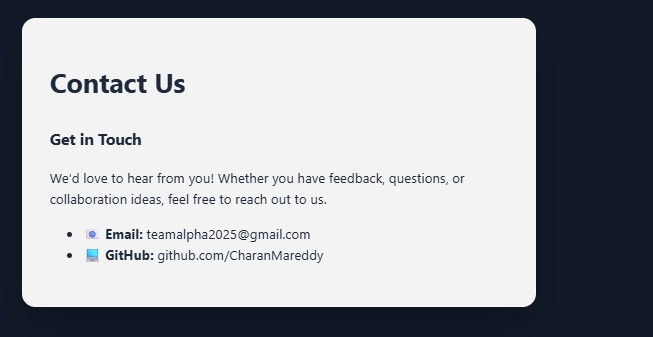 Contact Us
Get in Touch
We'd love to hear from you! Whether you have feedback, questions, or
collaboration ideas, feel free to reach out to us.
Email: teamalpha2025@gmail.com
GitHub: github.com/CharanMareddy